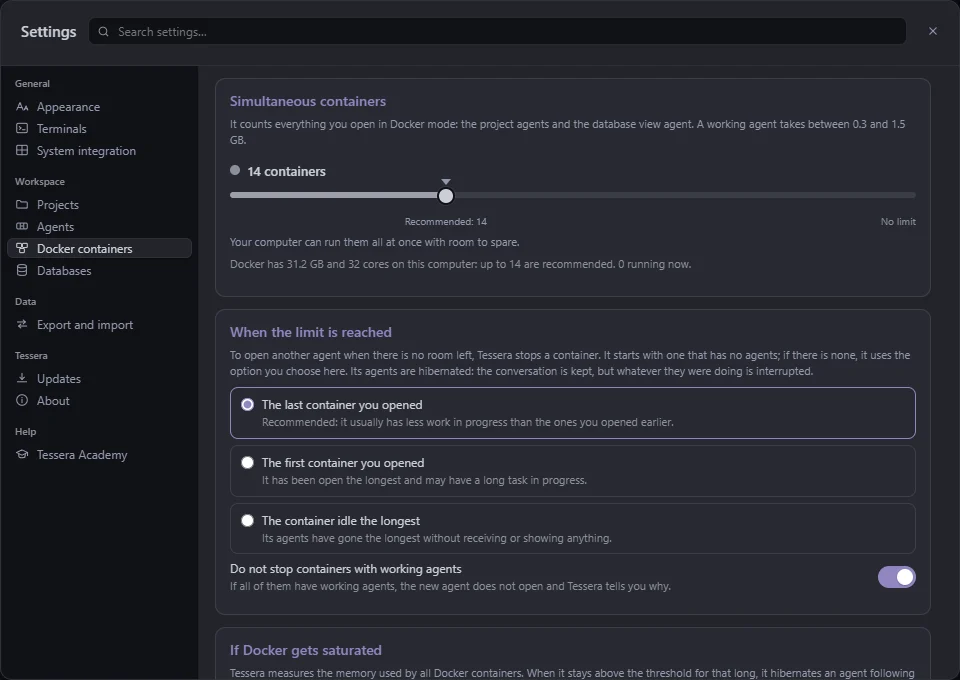 Settings
Search settings...
General
Appearance
Terminals
System integration
Workspace
Projects
Agents
Docker containers
Databases
Data
Export and import
Tessera
Updates
About
Help
Tessera Academy
Simultaneous containers
It counts everything you open in Docker mode: the project agents and the database view agent. A working agent takes between 0.3 and 1.5
GB.
14 containers
Recommended: 14
No limit
Your computer can run them all at once with room to spare.
Docker has 31.2 GB and 32 cores on this computer: up to 14 are recommended. 0 running now.
When the limit is reached
To open another agent when there is no room left, Tessera stops a container. It starts with one that has no agents; if there is none, it uses the
option you choose here. Its agents are hibernated: the conversation is kept, but whatever they were doing is interrupted.
The last container you opened
Recommended: it usually has less work in progress than the ones you opened earlier.
The first container you opened
It has been open the longest and may have a long task in progress.
The container idle the longest
Its agents have gone the longest without receiving or showing anything.
Do not stop containers with working agents
If all of them have working agents, the new agent does not open and Tessera tells you why.
If Docker gets saturated
Tessera measures the memory used by all Docker containers. When it stays above the threshold for that long, it hibernates an agent following